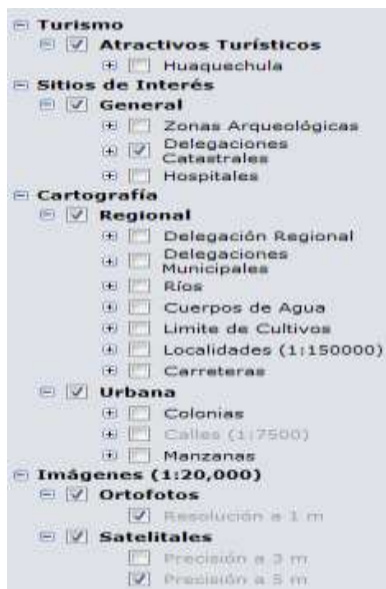 Turismo
Atractivos Turísticos
Huaquechula
Sitios de Interés
General
Zonas Arqueológicas
Delegaciones
Catastrales
Hospitales
Cartografía
Regional
Delegación Regional
Delegaciones
Municipales
Ríos
Cuerpos de Agua
Limite de Cultivos
Localidades (1:150000)
Carreteras
Urbana
Colonias
Calles (1:7500)
Manzanas
Imágenes (1:20,000)
Ortofotos
Resolución a 1 m
Satelitales
Precisión a 3 m
Precisión a 5 m